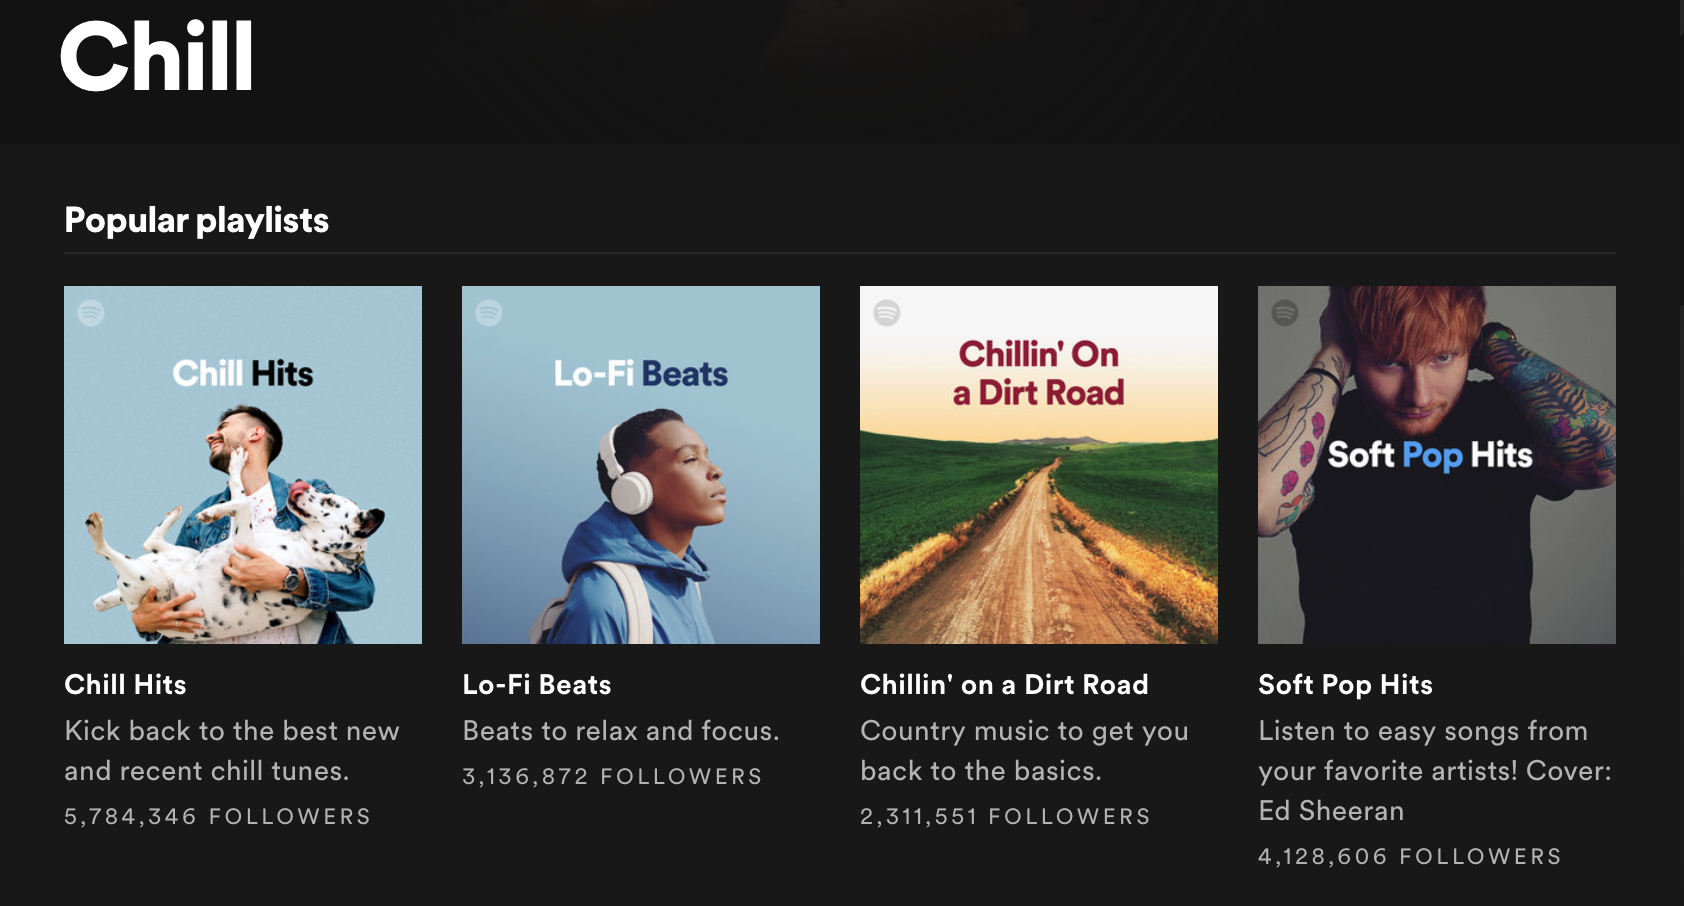 Chill
Popular playlists
Chill Hits
Lo-Fi Beats
Chillin' On
a Dirt Road
Soft Pop Hits
Chill Hits
Kick back to the best new
and recent chill tunes.
5,784,346 FOLLOWERS
Lo-Fi Beats
Beats to relax and focus.
3,136,872 FOLLOWERS
Chillin' on a Dirt Road
Country music to get you
back to the basics.
2,311,551 FOLLOWERS
Soft Pop Hits
Listen to easy songs from
your favorite artists! Cover:
Ed Sheeran
4,128,606 FOLLOWERS